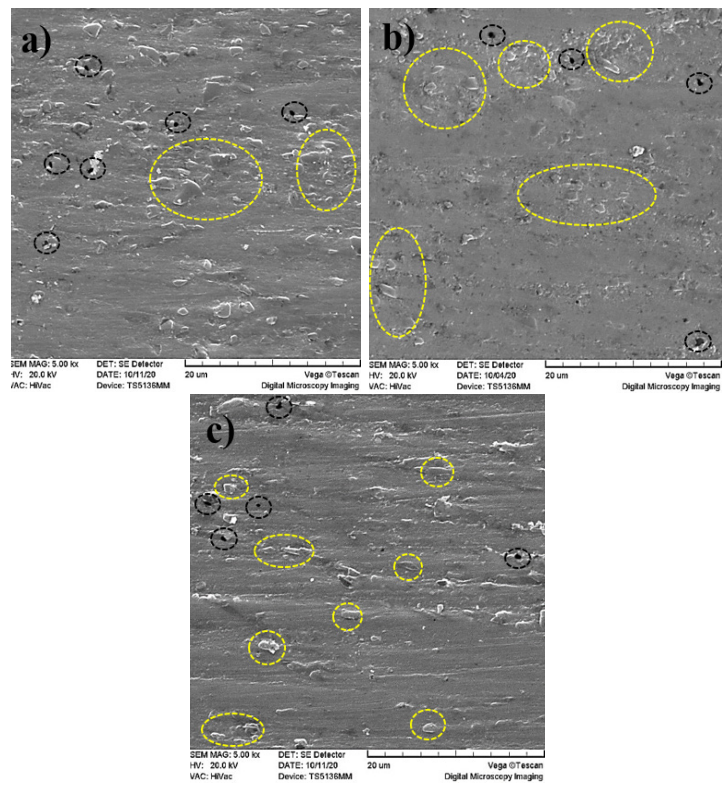 a)
b)
SEM MAG: 5.00 kx DET: SE Detector
HV: 20.0 kV DATE: 10/11/20 20 um Vega ©Tescan
VAC: HiVac Device: TS5136MM Digital Microscopy Imaging
SEM MAG: 5.00 kx DET: SE Detector
HV: 20.0 kV DATE: 10/04/20 20 um Vega ©Tescan
VAC: HiVac Device: TS5136MM Digital Microscopy Imaging
c)
SEM MAG: 5.00 kx DET: SE Detector
HV: 20.0 kV DATE: 10/11/20 20 um Vega ©Tescan
VAC: HiVac Device: TS5136MM Digital Microscopy Imaging